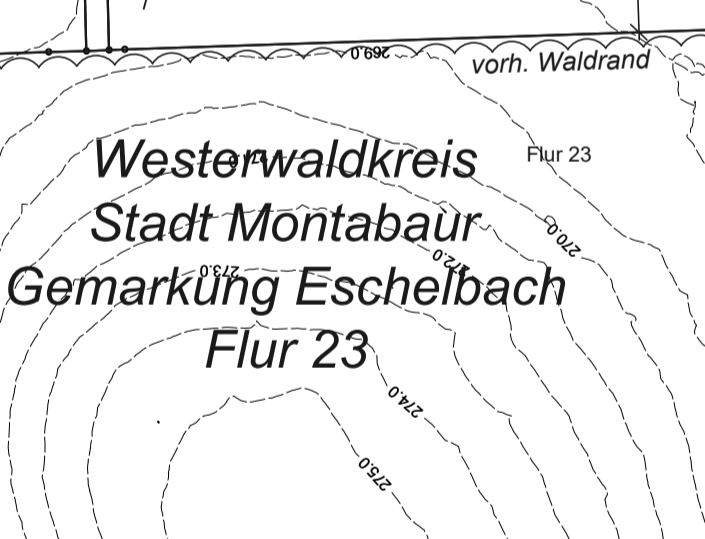 269.0
vorh. Waldrand
Westerwaldkreis
Flur 23
Stadt Montabaur
270.0
272.0
273.0
Gemarkung Eschelbach
Flur 23
274.0
275.0